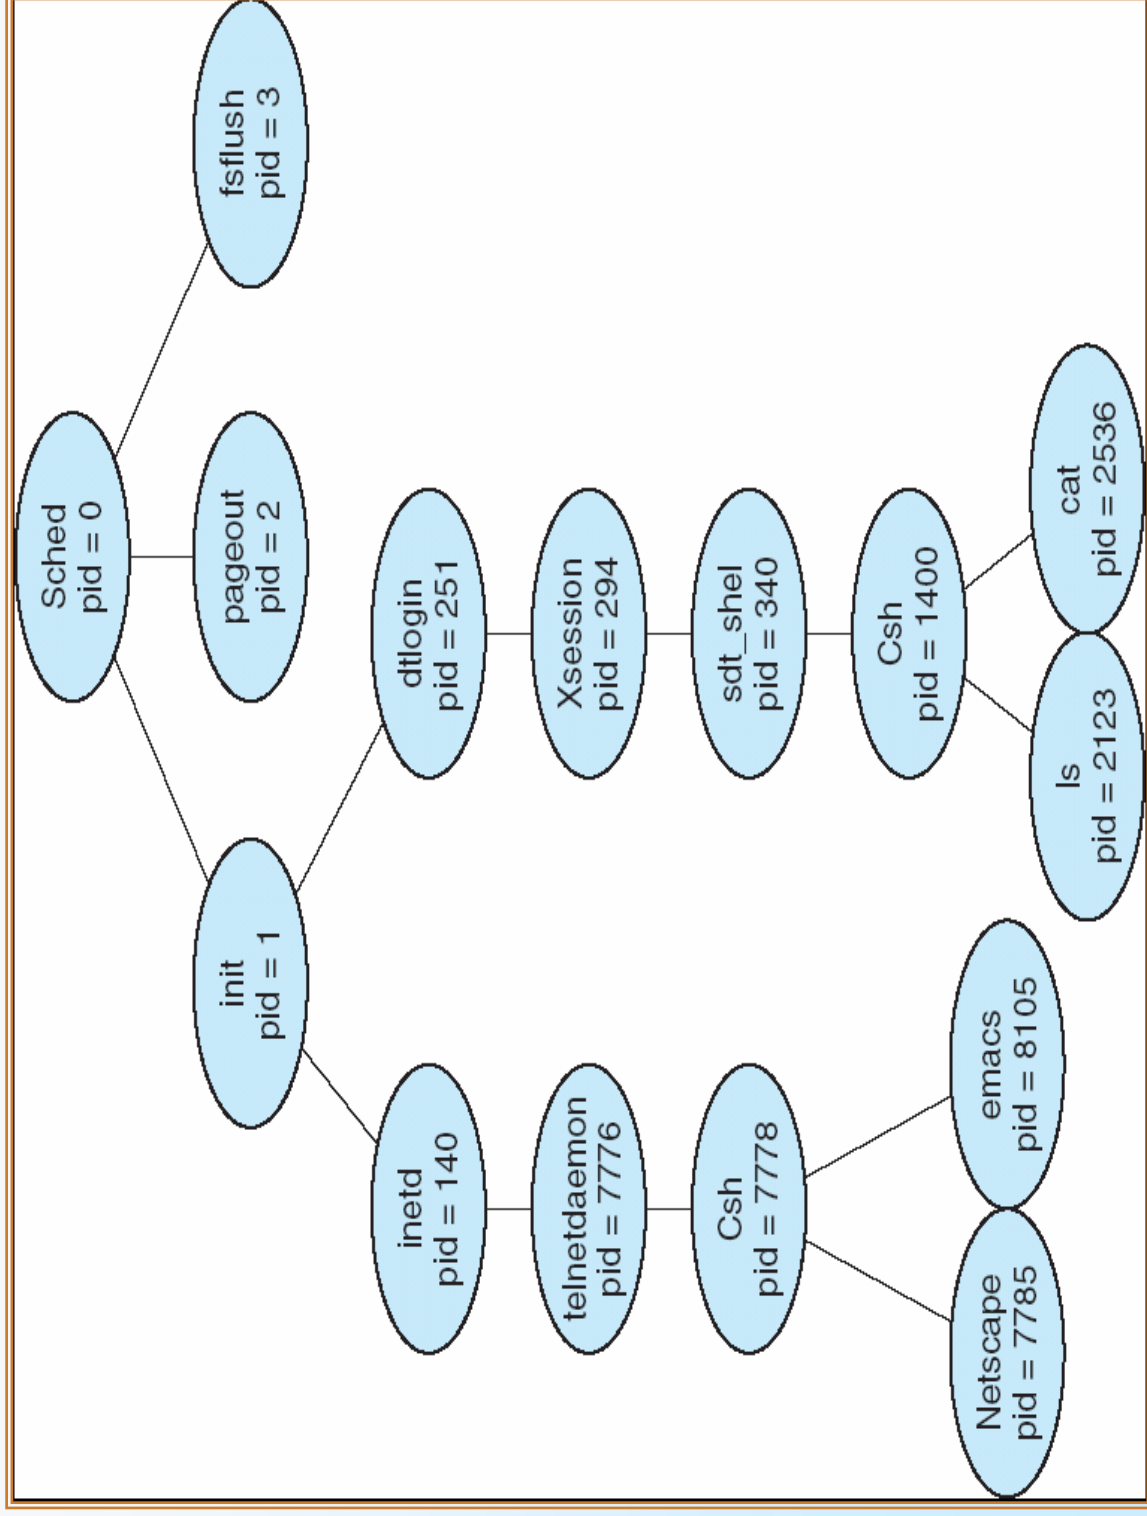 Sched
pid = 0
init
pid = 1
pageout
pid = 2
fsflush
pid = 3
inetd
pid = 140
dtlogin
pid = 251
telnetdaemon
pid = 7776
Xsession
pid = 294
Csh
pid = 7778
sdt_shel
pid = 340
Csh
pid = 1400
Netscape
pid = 7785
emacs
pid = 8105
ls
pid = 2123
cat
pid = 2536